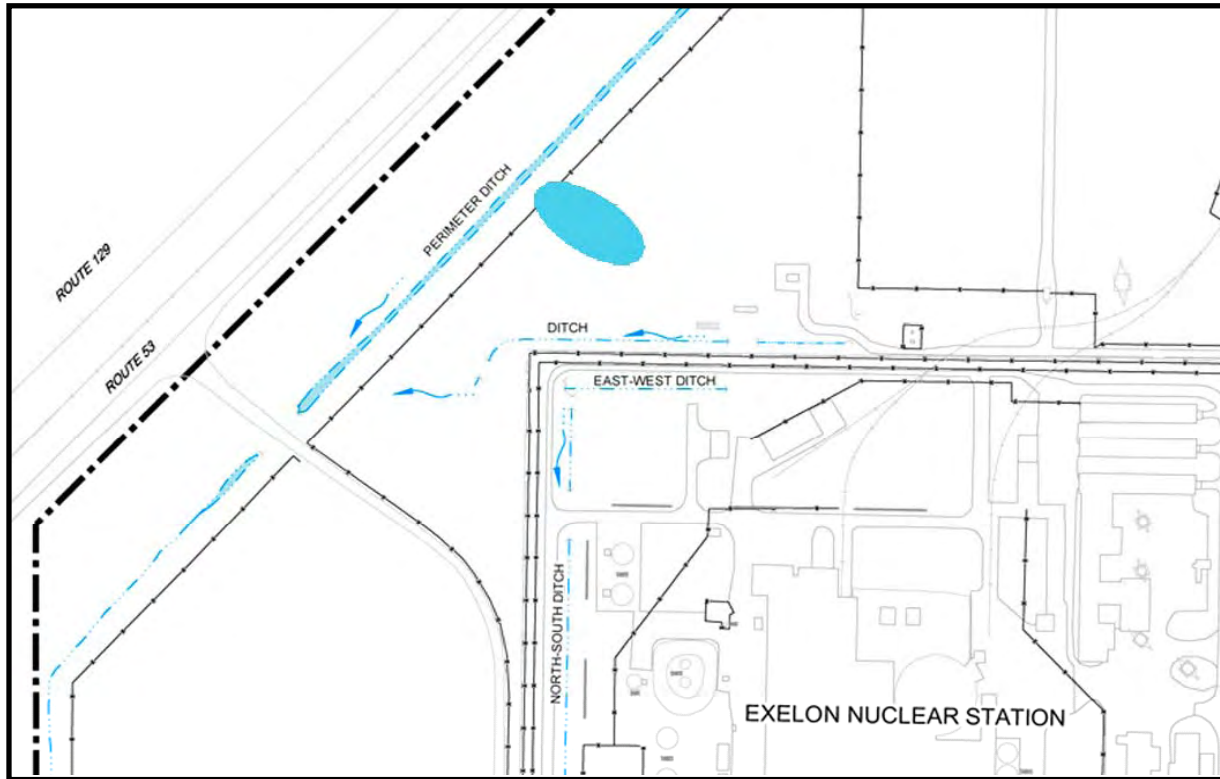 PERIMETER DITCH
ROUTE 129
DITCH
ROUTE 53
EAST-WEST DITCH
NORTH-SOUTH DITCH
EXELON NUCLEAR STATION